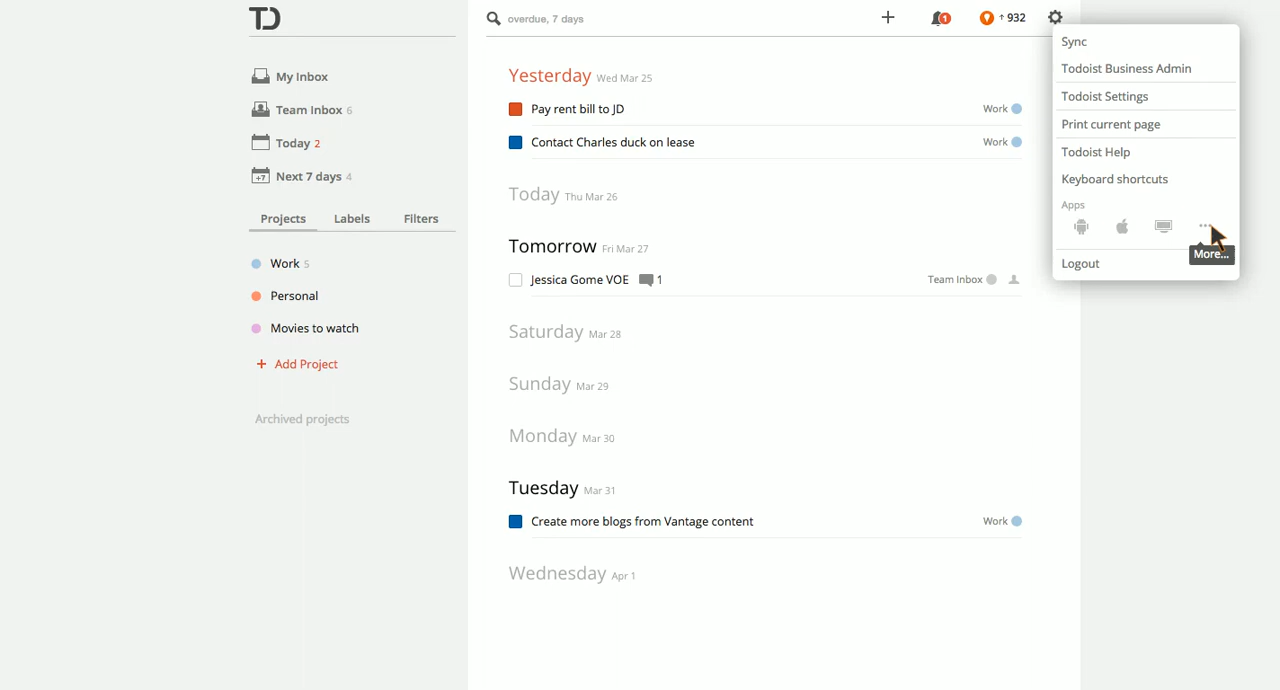 TD
overdue, 7 days
1
↑ 932
My Inbox
Team Inbox 6
Today 2
+7
Next 7 days 4
Projects Labels Filters
Work 5
Personal
Movies to watch
+ Add Project
Archived projects
Yesterday Wed Mar 25
Pay rent bill to JD Work
Contact Charles duck on lease Work
Today Thu Mar 26
Tomorrow Fri Mar 27
Jessica Gome VOE 1 Team Inbox
Saturday Mar 28
Sunday Mar 29
Monday Mar 30
Tuesday Mar 31
Create more blogs from Vantage content Work
Wednesday Apr 1
Sync
Todoist Business Admin
Todoist Settings
Print current page
Todoist Help
Keyboard shortcuts
Apps
More...
Logout